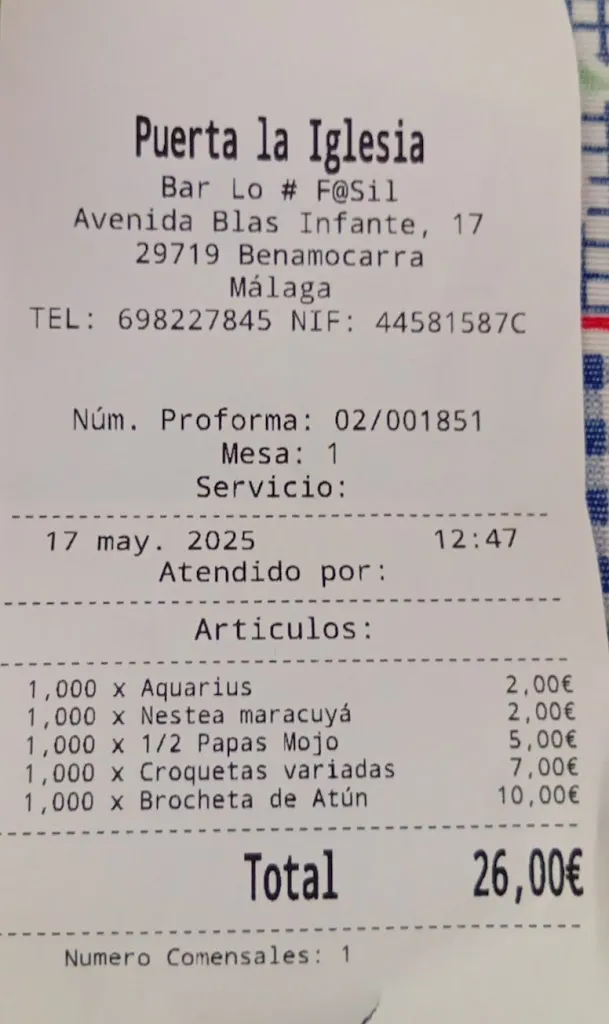 Puerta la Iglesia
Bar Lo # F@Sil
Avenida Blas Infante, 17
29719 Benamocarra
Málaga
TEL: 698227845 NIF: 44581587C
Núm. Proforma: 02/001851
Mesa: 1
Servicio:
17 may. 2025 12:47
Atendido por:
Articulos:
1,000 x Aquarius 2,00€
1,000 x Nestea maracuyá 2,00€
1,000 x 1/2 Papas Mojo 5,00€
1,000 x Croquetas variadas 7,00€
1,000 x Brocheta de Atún 10,00€
Total 26,00€
Numero Comensales: 1